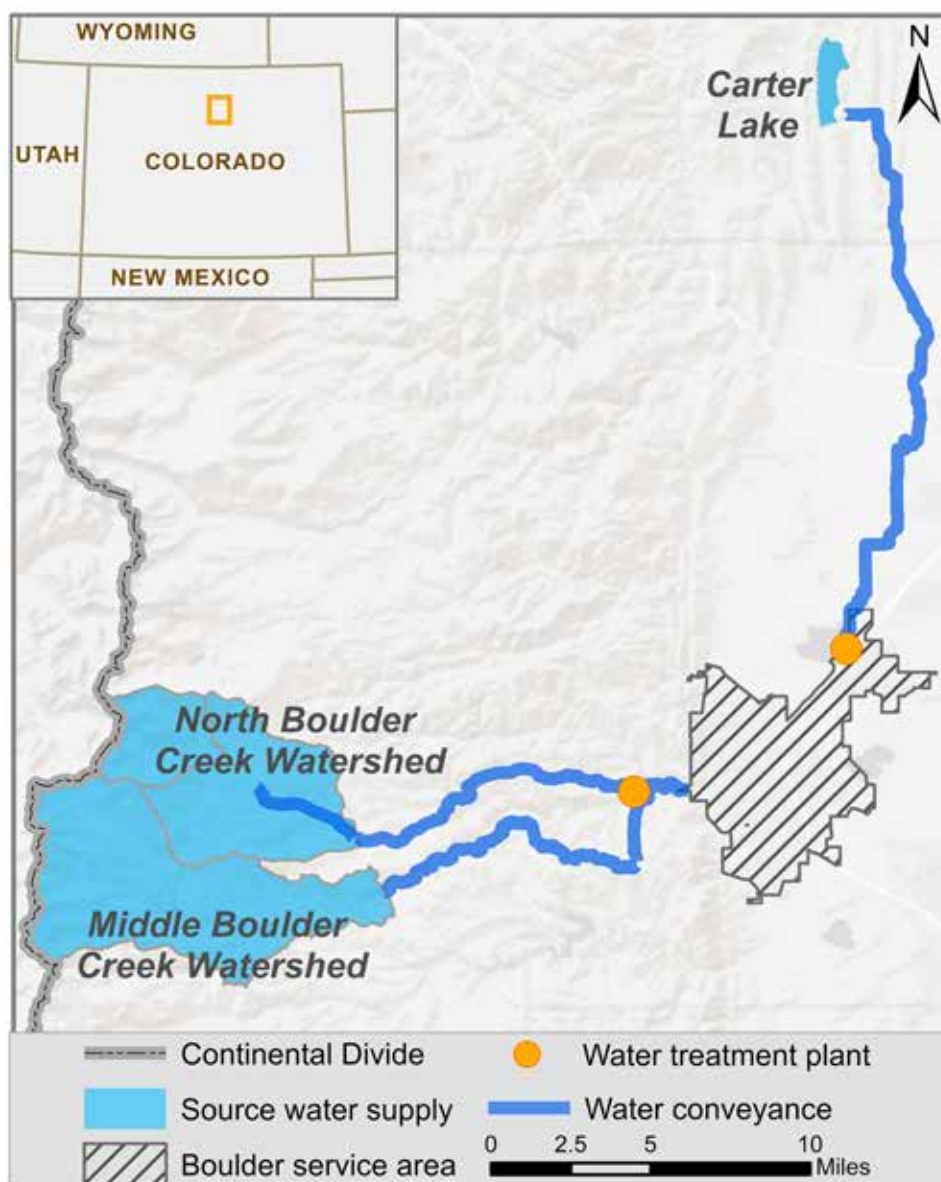 WYOMING
UTAH
COLORADO
NEW MEXICO
N
Carter
Lake
North Boulder
Creek Watershed
Middle Boulder
Creek Watershed
Continental Divide
Water treatment plant
Source water supply
Water conveyance
Boulder service area
0 2.5 5 10
Miles